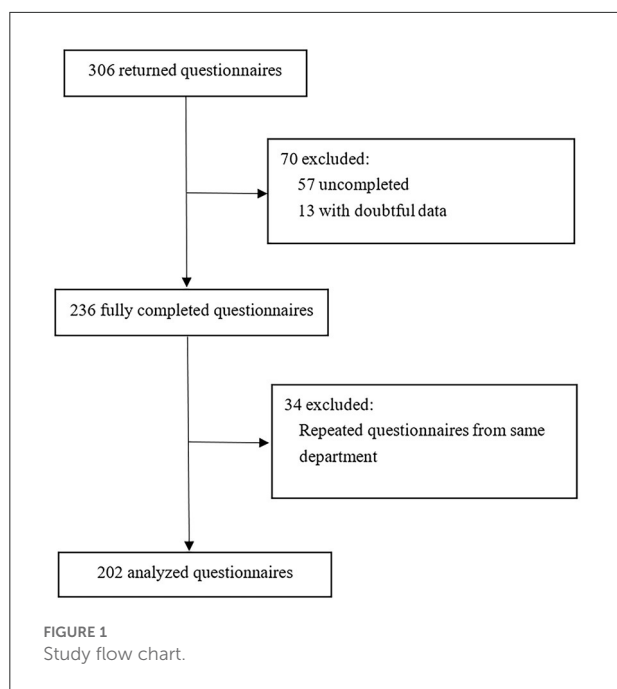 306 returned questionnaires
70 excluded:
57 uncompleted
13 with doubtful data
236 fully completed questionnaires
34 excluded:
Repeated questionnaires from same
department
202 analyzed questionnaires
FIGURE 1
Study flow chart.